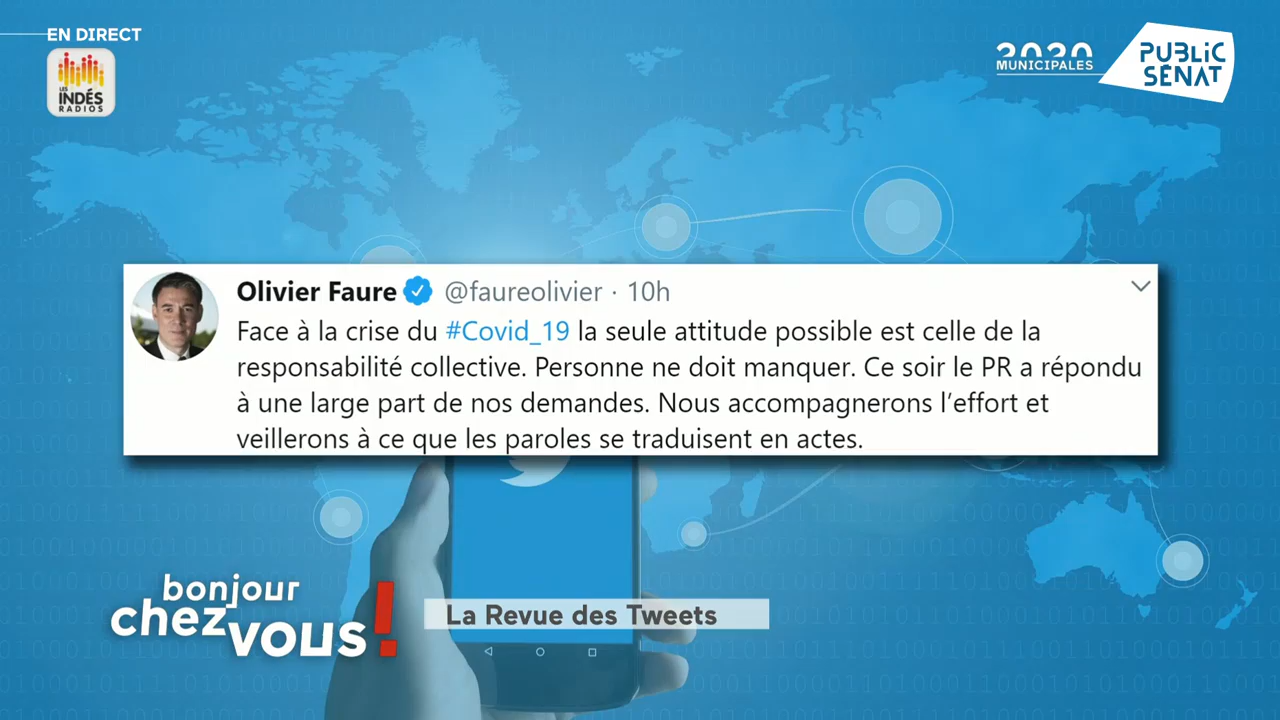 EN DIRECT
LES
INDÉS
RADIOS
2020
MUNICIPALES
PUBLIC
SÉNAT
Olivier Faure @faureolivier · 10h
Face à la crise du #Covid_19 la seule attitude possible est celle de la
responsabilité collective. Personne ne doit manquer. Ce soir le PR a répondu
à une large part de nos demandes. Nous accompagnerons l’effort et
veillerons à ce que les paroles se traduisent en actes.
bonjour
chez
vous!
La Revue des Tweets